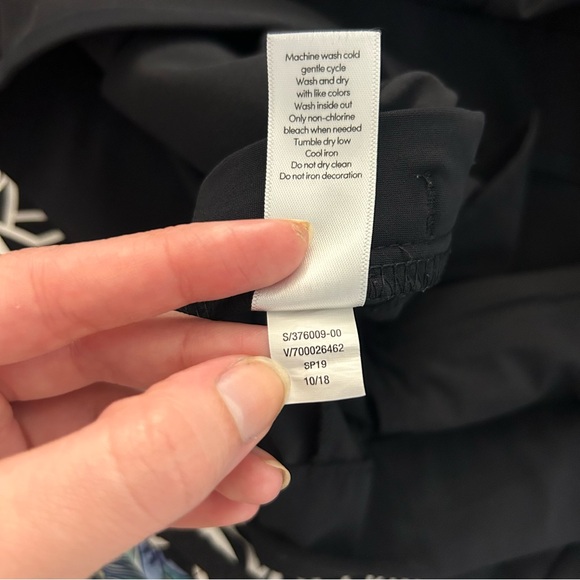 Machine wash cold
gentle cycle
Wash and dry
with like colors
Wash inside out
Only non-chlorine
bleach when needed
Tumble dry low
Cool iron
Do not dry clean
Do not iron decoration
S/376009-00
V/700026462
SP19
10/18